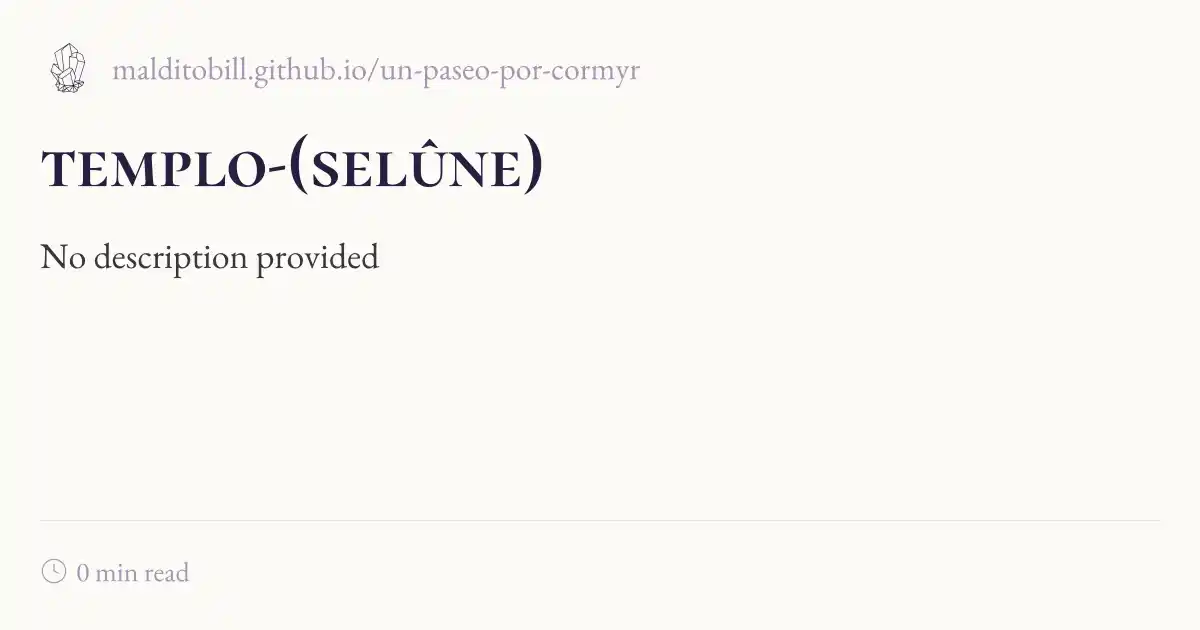 malditobill.github.io/un-paseo-por-cormyr
TEMPLO-(SELÛNE)
No description provided
0 min read